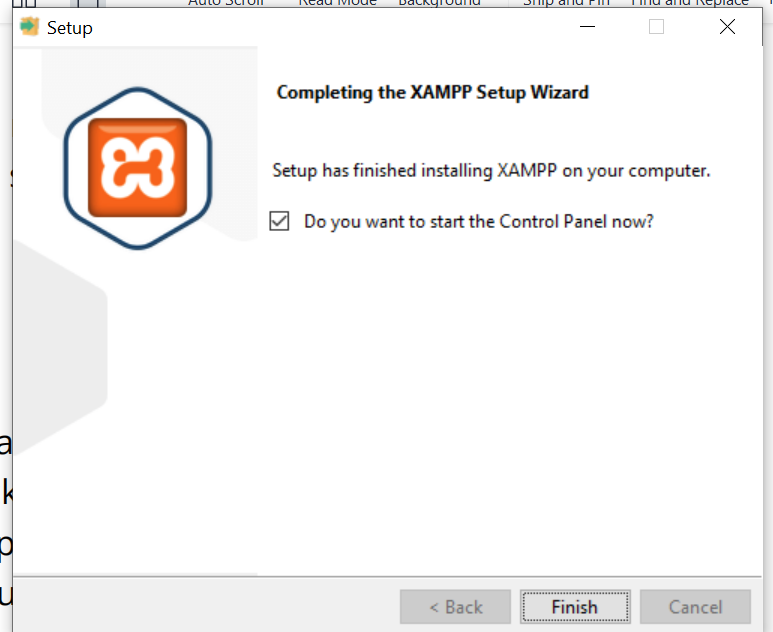 Auto Scroll Read Mode Background Snip and Pin Find and Replace
Setup
Completing the XAMPP Setup Wizard
Setup has finished installing XAMPP on your computer.
Do you want to start the Control Panel now?
a
k
p
u
< Back Finish Cancel